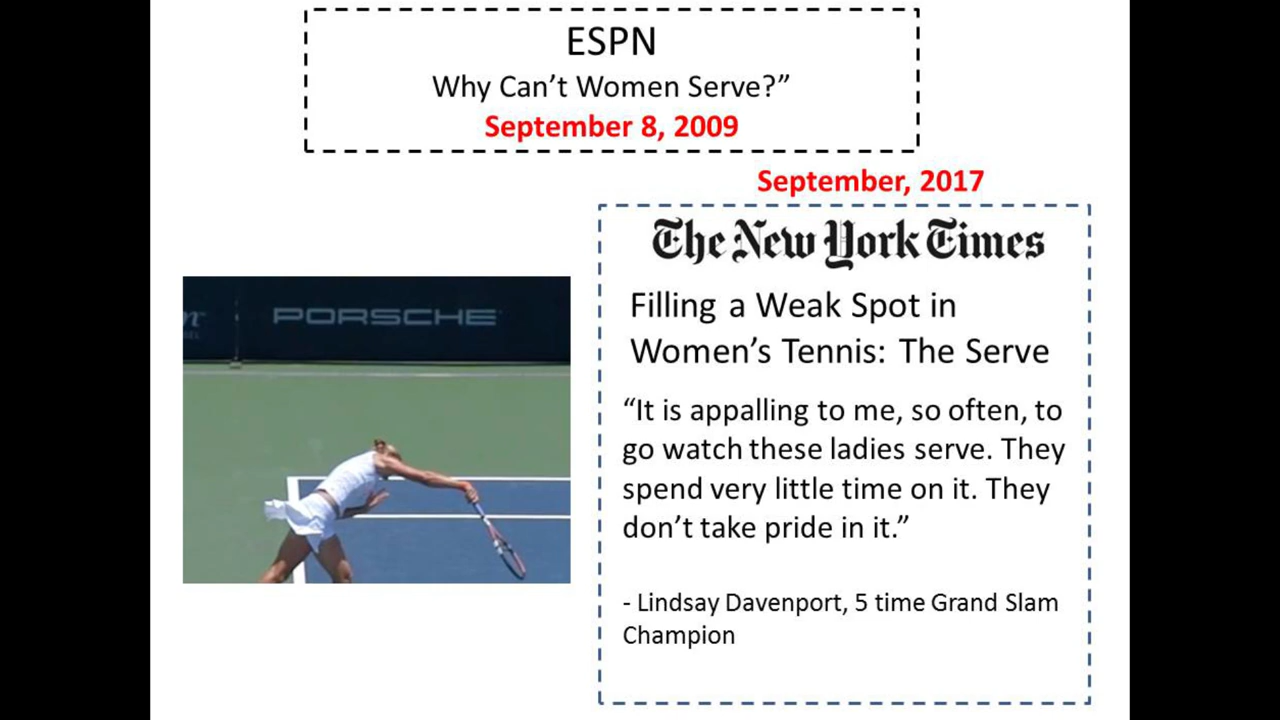 ESPN
Why Can’t Women Serve?”
September 8, 2009
September, 2017
The New York Times
Filling a Weak Spot in
Women’s Tennis: The Serve
PORSCHE
“It is appalling to me, so often, to
go watch these ladies serve. They
spend very little time on it. They
don’t take pride in it.”
- Lindsay Davenport, 5 time Grand Slam
Champion